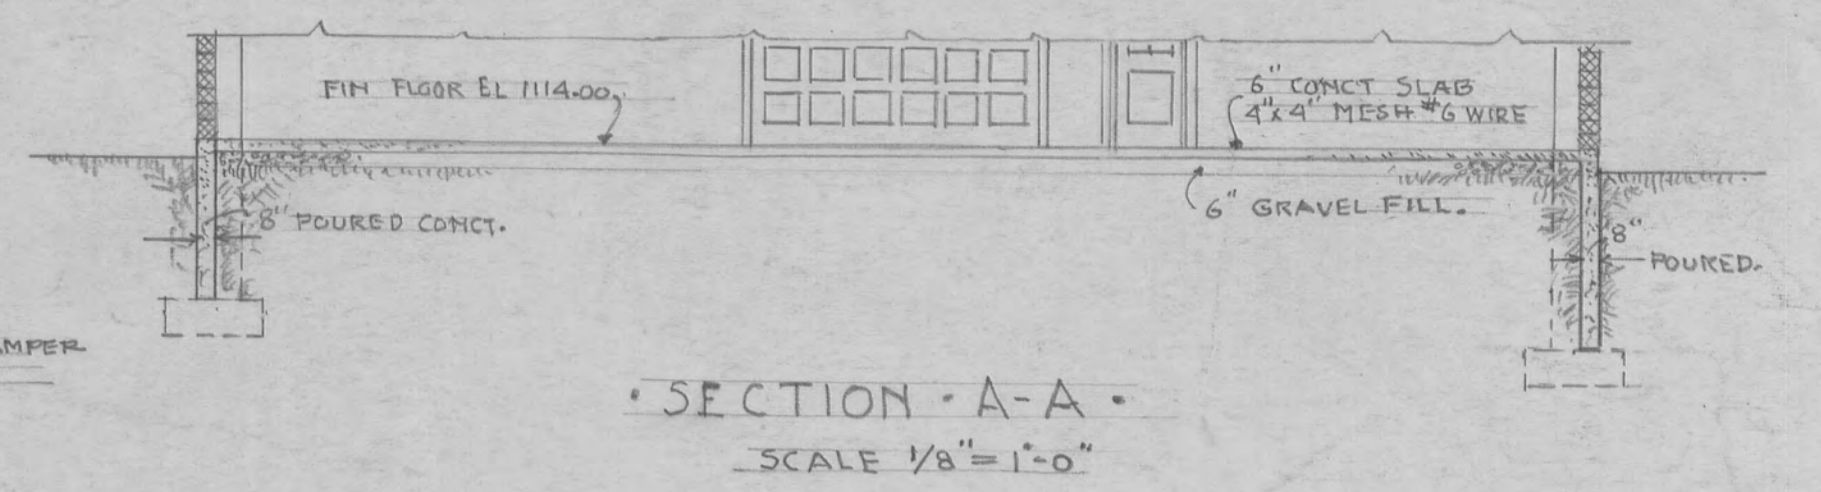 FIN FLOOR EL 1114.00
6" CONCT SLAB
4"x4" MESH #6 WIRE
8" POURED CONCT.
6" GRAVEL FILL.
8"
POURED.
AMPER
• SECTION • A-A •
SCALE 1/8"=1'-0"